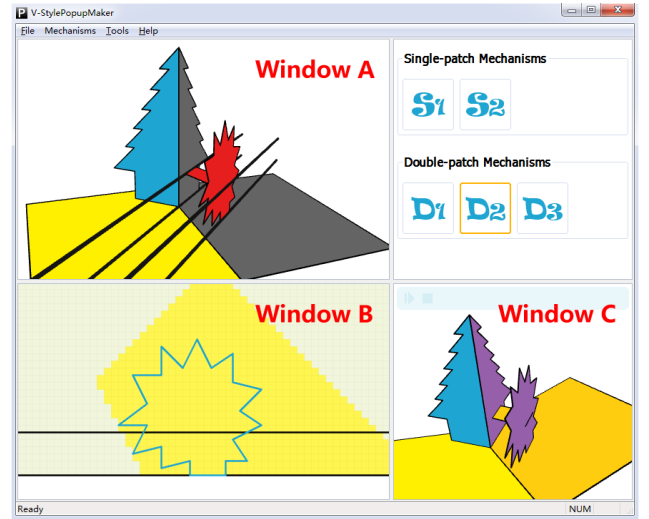 V-StylePopupMaker
File Mechanisms Tools Help
Window A
Single-patch Mechanisms
S1 S2
Double-patch Mechanisms
D1 D2 D3
Window B
Window C
Ready NUM